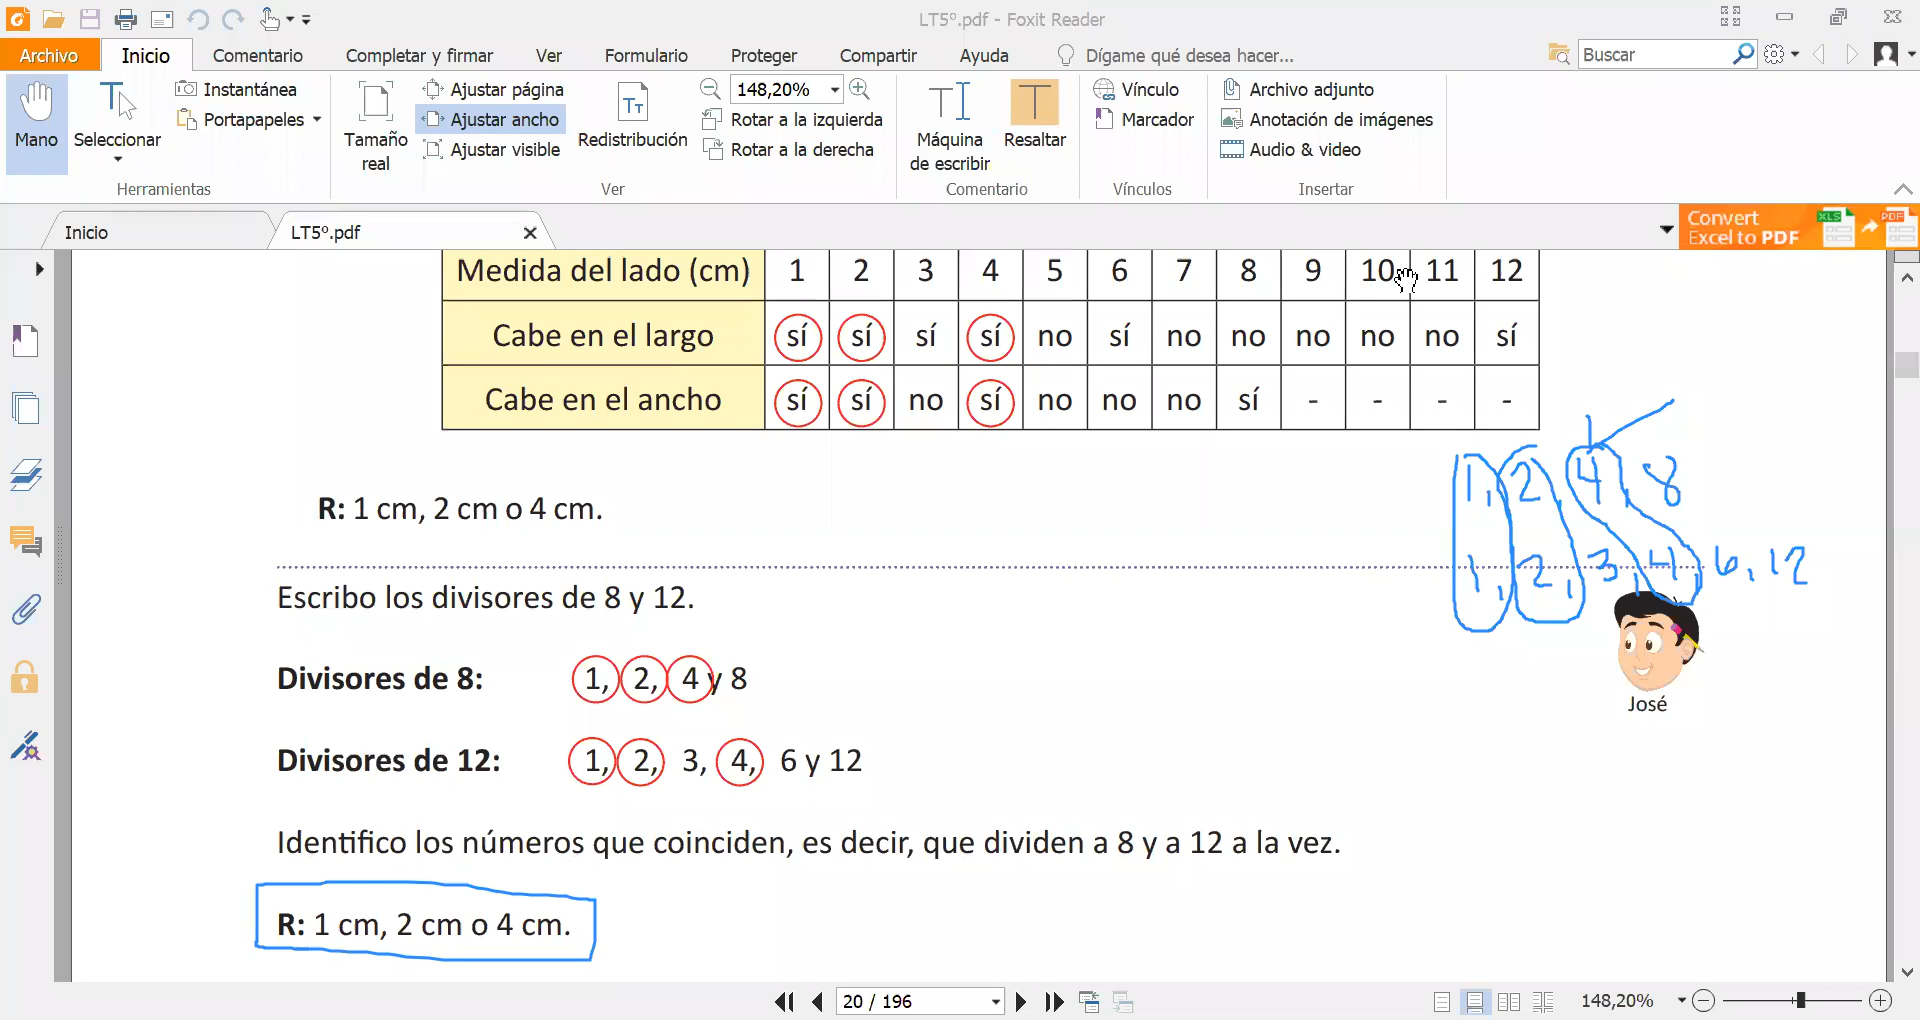 LT5º.pdf - Foxit Reader
Archivo Inicio Comentario Completar y firmar Ver Formulario Proteger Compartir Ayuda Dígame qué desea hacer... Buscar
Mano
Seleccionar
Instantánea
Portapapeles
Herramientas
Tamaño real
Ajustar página
Ajustar ancho
Ajustar visible
Redistribución
148,20%
Rotar a la izquierda
Rotar a la derecha
Ver
Máquina de escribir
Resaltar
Comentario
Vínculo
Marcador
Vínculos
Archivo adjunto
Anotación de imágenes
Audio & video
Insertar
Inicio LT5º.pdf
Convert
Excel to PDF
XLS PDF
Medida del lado (cm) 1 2 3 4 5 6 7 8 9 10 11 12
Cabe en el largo sí sí sí sí no sí no no no no no sí
Cabe en el ancho sí sí no sí no no no sí - - - -
1, 2, 4, 8
R: 1 cm, 2 cm o 4 cm.
1, 2, 3, 4, 6, 12
Escribo los divisores de 8 y 12.
Divisores de 8: 1, 2, 4 y 8
José
Divisores de 12: 1, 2, 3, 4, 6 y 12
Identifico los números que coinciden, es decir, que dividen a 8 y a 12 a la vez.
R: 1 cm, 2 cm o 4 cm.
20 / 196 148,20%